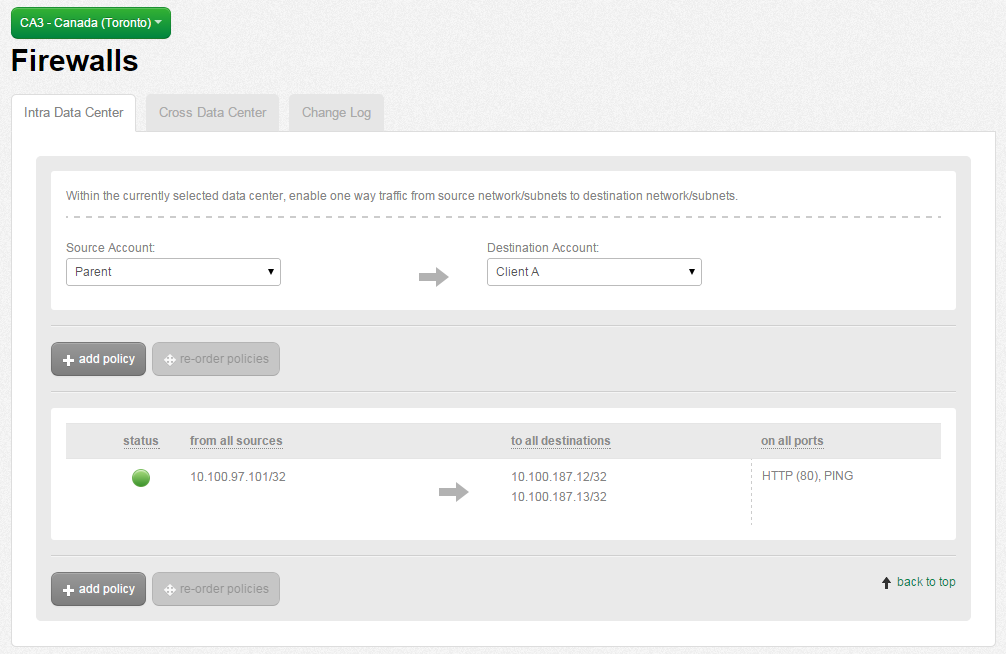 CA3 - Canada (Toronto)
Firewalls
Intra Data Center Cross Data Center Change Log
Within the currently selected data center, enable one way traffic from source network/subnets to destination network/subnets.
Source Account: Destination Account:
Parent Client A
add policy re-order policies
status from all sources to all destinations on all ports
10.100.97.101/32 10.100.187.12/32 HTTP (80), PING
10.100.187.13/32
add policy re-order policies back to top